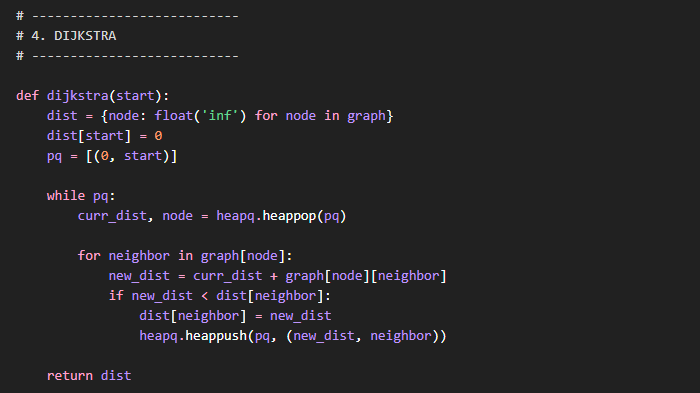 # ---------------------------
# 4. DIJKSTRA
# ---------------------------

def dijkstra(start):
    dist = {node: float('inf') for node in graph}
    dist[start] = 0
    pq = [(0, start)]

    while pq:
        curr_dist, node = heapq.heappop(pq)

        for neighbor in graph[node]:
            new_dist = curr_dist + graph[node][neighbor]
            if new_dist < dist[neighbor]:
                dist[neighbor] = new_dist
                heapq.heappush(pq, (new_dist, neighbor))

    return dist